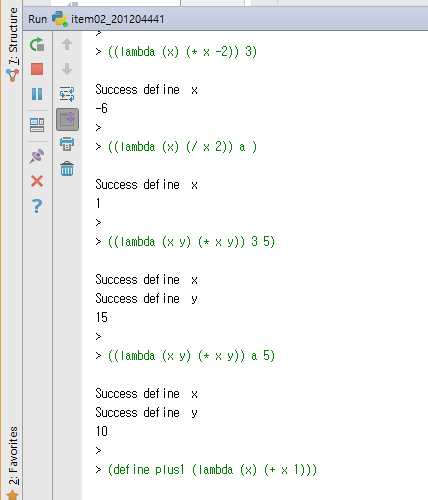 Run item02_201204441
7: Structure
>
> ((lambda (x) (* x -2)) 3)
Success define  x
-6
>
> ((lambda (x) (/ x 2)) a )
Success define  x
1
>
> ((lambda (x y) (* x y)) 3 5)
Success define  x
Success define  y
15
>
> ((lambda (x y) (* x y)) a 5)
Success define  x
Success define  y
10
>
> (define plus1 (lambda (x) (+ x 1)))
2: Favorites